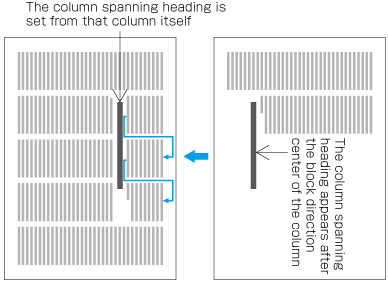 The column spanning heading is
set from that column itself
The column spanning
heading appears after
the block direction
center of the column